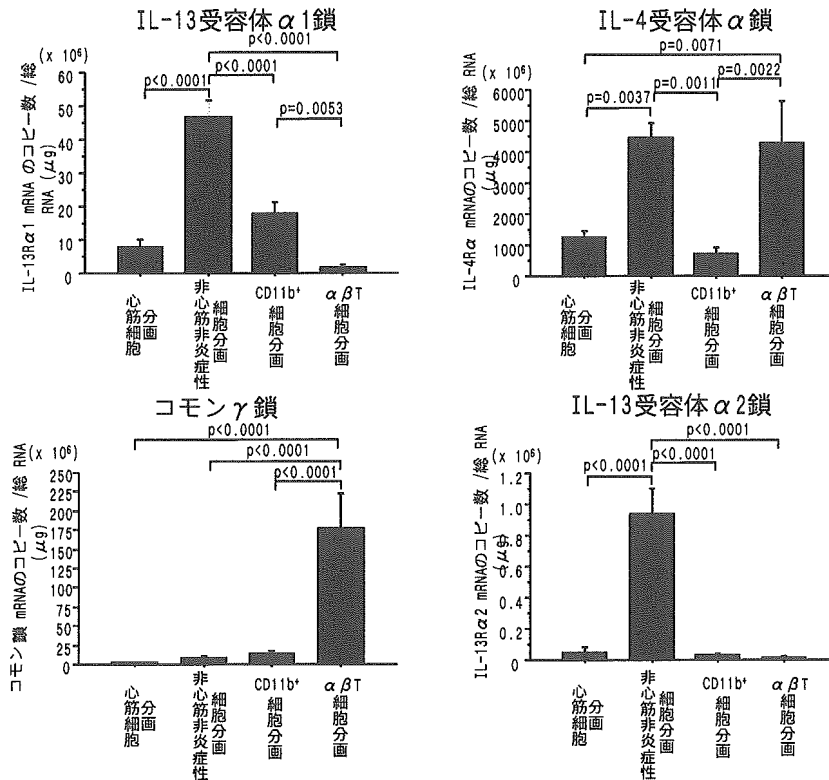 IL-13受容体α1鎖
p<0.0001
p<0.0001
p<0.0001
p=0.0053
(x 10⁶)
60
50
40
30
20
10
0
IL-13Rα1 mRNA のコピー数 /総
RNA (μg)
心筋細胞
分画
非心筋非炎症性
細胞分画
CD11b⁺
細胞分画
αβT
細胞分画
IL-4受容体α鎖
p=0.0071
p=0.0011
p=0.0022
p=0.0037
(x 10⁶)
6000
5000
4000
3000
2000
1000
0
IL-4Rα mRNAのコピー数 /総 RNA
(μg)
心筋細胞
分画
非心筋非炎症性
細胞分画
CD11b⁺
細胞分画
αβT
細胞分画
コモンγ鎖
p<0.0001
p<0.0001
p<0.0001
(x 10⁶)
250
225
200
175
150
125
100
75
50
25
0
コモン鎖 mRNAのコピー数 /総 RNA
(μg)
心筋細胞
分画
非心筋非炎症性
細胞分画
CD11b⁺
細胞分画
αβT
細胞分画
IL-13受容体α2鎖
p<0.0001
p<0.0001
p<0.0001
(x 10⁶)
1.2
1.0
0.8
0.6
0.4
0.2
0
IL-13Rα2 mRNAのコピー数 /総 RNA
(μg)
心筋細胞
分画
非心筋非炎症性
細胞分画
CD11b⁺
細胞分画
αβT
細胞分画